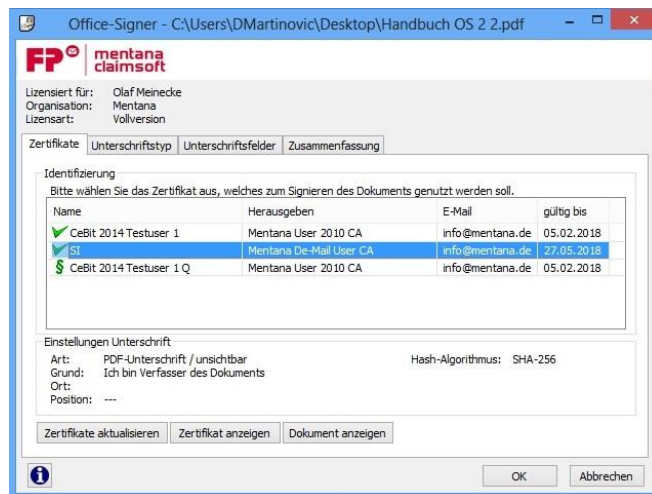 Office-Signer - C:\Users\DMartinovic\Desktop\Handbuch OS 2 2.pdf
FP mentana
claimsoft
Lizensiert für: Olaf Meinecke
Organisation: Mentana
Lizensart: Vollversion
Zertifikate Unterschriftstyp Unterschriftsfelder Zusammenfassung
Identifizierung
Bitte wählen Sie das Zertifikat aus, welches zum Signieren des Dokuments genutzt werden soll.
Name Herausgeben E-Mail gültig bis
CeBit 2014 Testuser 1 Mentana User 2010 CA info@mentana.de 05.02.2018
SI Mentana De-Mail User CA info@mentana.de 27.05.2018
§ CeBit 2014 Testuser 1 Q Mentana User 2010 CA info@mentana.de 05.02.2018
Einstellungen Unterschrift
Art: PDF-Unterschrift / unsichtbar Hash-Algorithmus: SHA-256
Grund: Ich bin Verfasser des Dokuments
Ort:
Position: ---
Zertifikate aktualisieren Zertifikat anzeigen Dokument anzeigen
OK Abbrechen